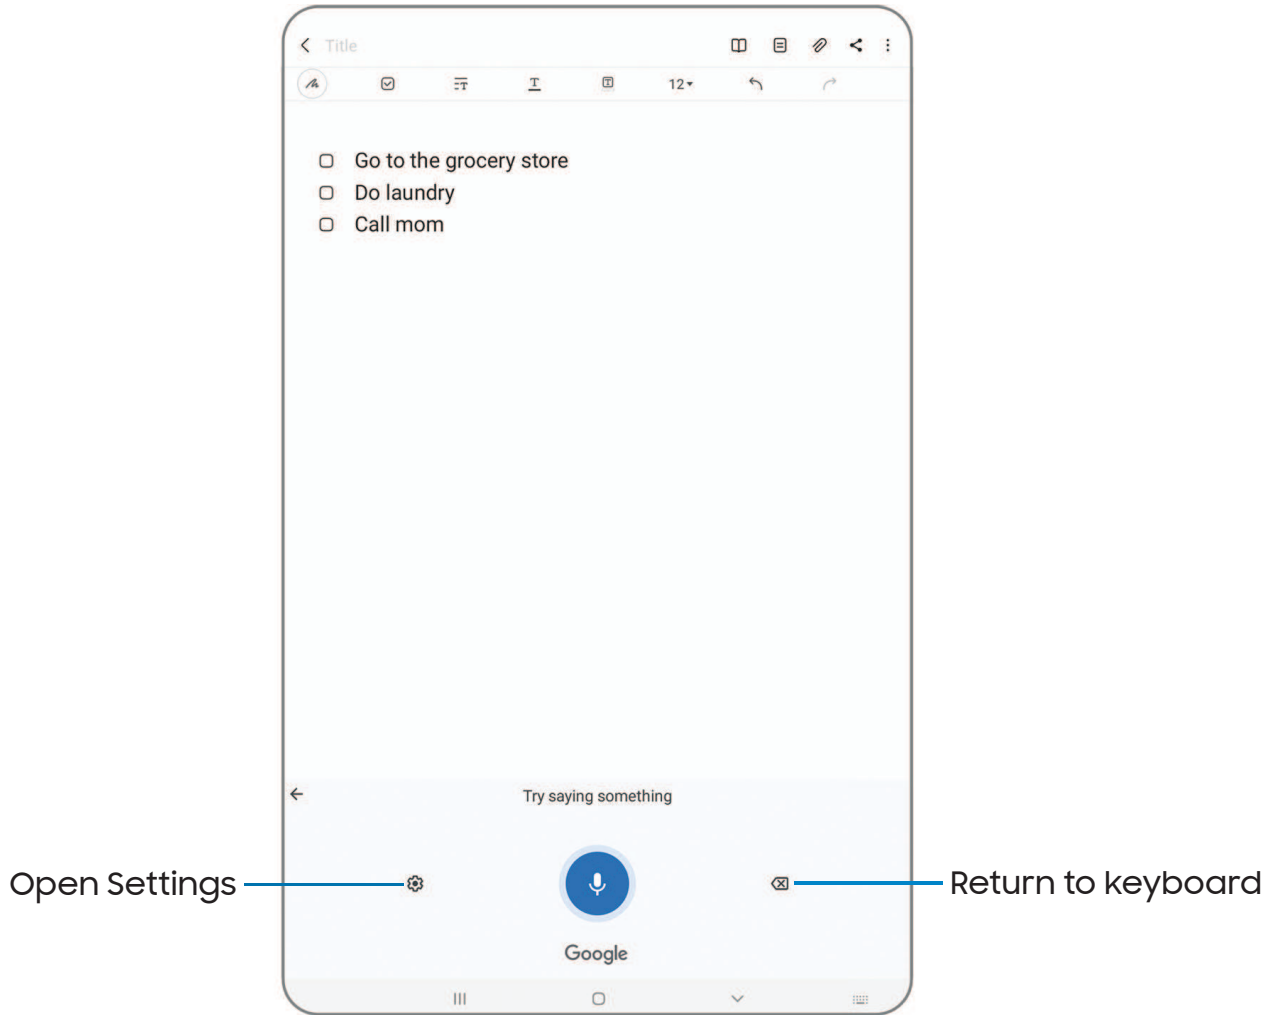 Title
12
Go to the grocery store
Do laundry
Call mom
Try saying something
Open Settings
Return to keyboard
Google